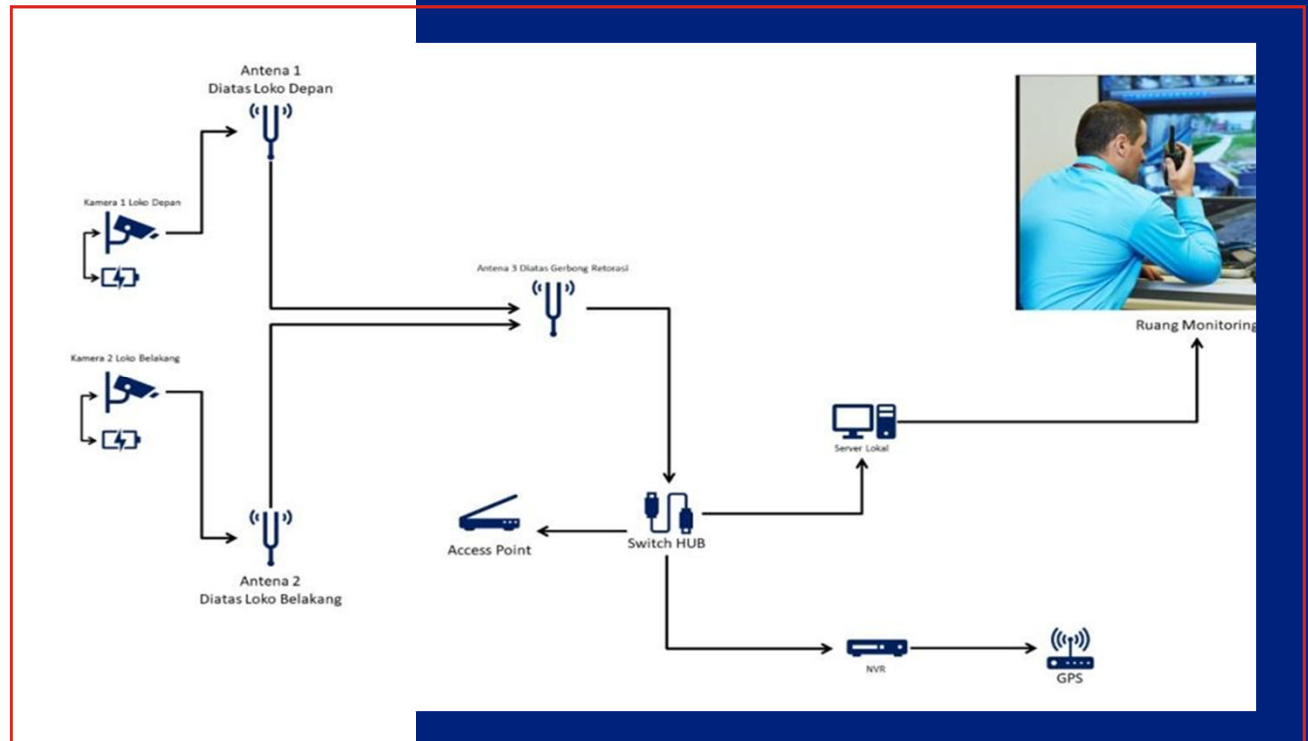 Antena 1
Diatas Loko Depan
Kamera 1 Loko Depan
Antena 3 Diatas Gerbong Retorasi
Ruang Monitoring
Kamera 2 Loko Belakang
Server Lokal
Access Point
Switch HUB
Antena 2
Diatas Loko Belakang
NVR
GPS